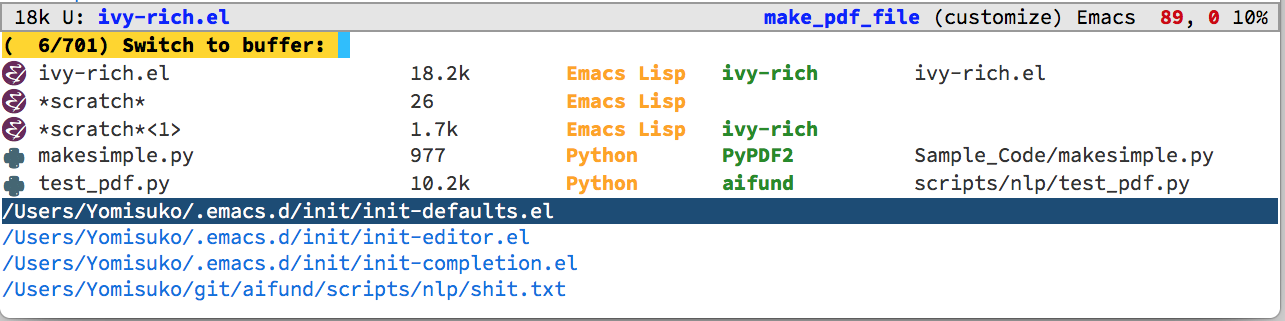 18k U: ivy-rich.el make_pdf_file (customize) Emacs 89, 0 10%
( 6/701) Switch to buffer:
ivy-rich.el 18.2k Emacs Lisp ivy-rich ivy-rich.el
*scratch* 26 Emacs Lisp
*scratch*<1> 1.7k Emacs Lisp ivy-rich
makesimple.py 977 Python PyPDF2 Sample_Code/makesimple.py
test_pdf.py 10.2k Python aifund scripts/nlp/test_pdf.py
/Users/Yomisuko/.emacs.d/init/init-defaults.el
/Users/Yomisuko/.emacs.d/init/init-editor.el
/Users/Yomisuko/.emacs.d/init/init-completion.el
/Users/Yomisuko/git/aifund/scripts/nlp/shit.txt